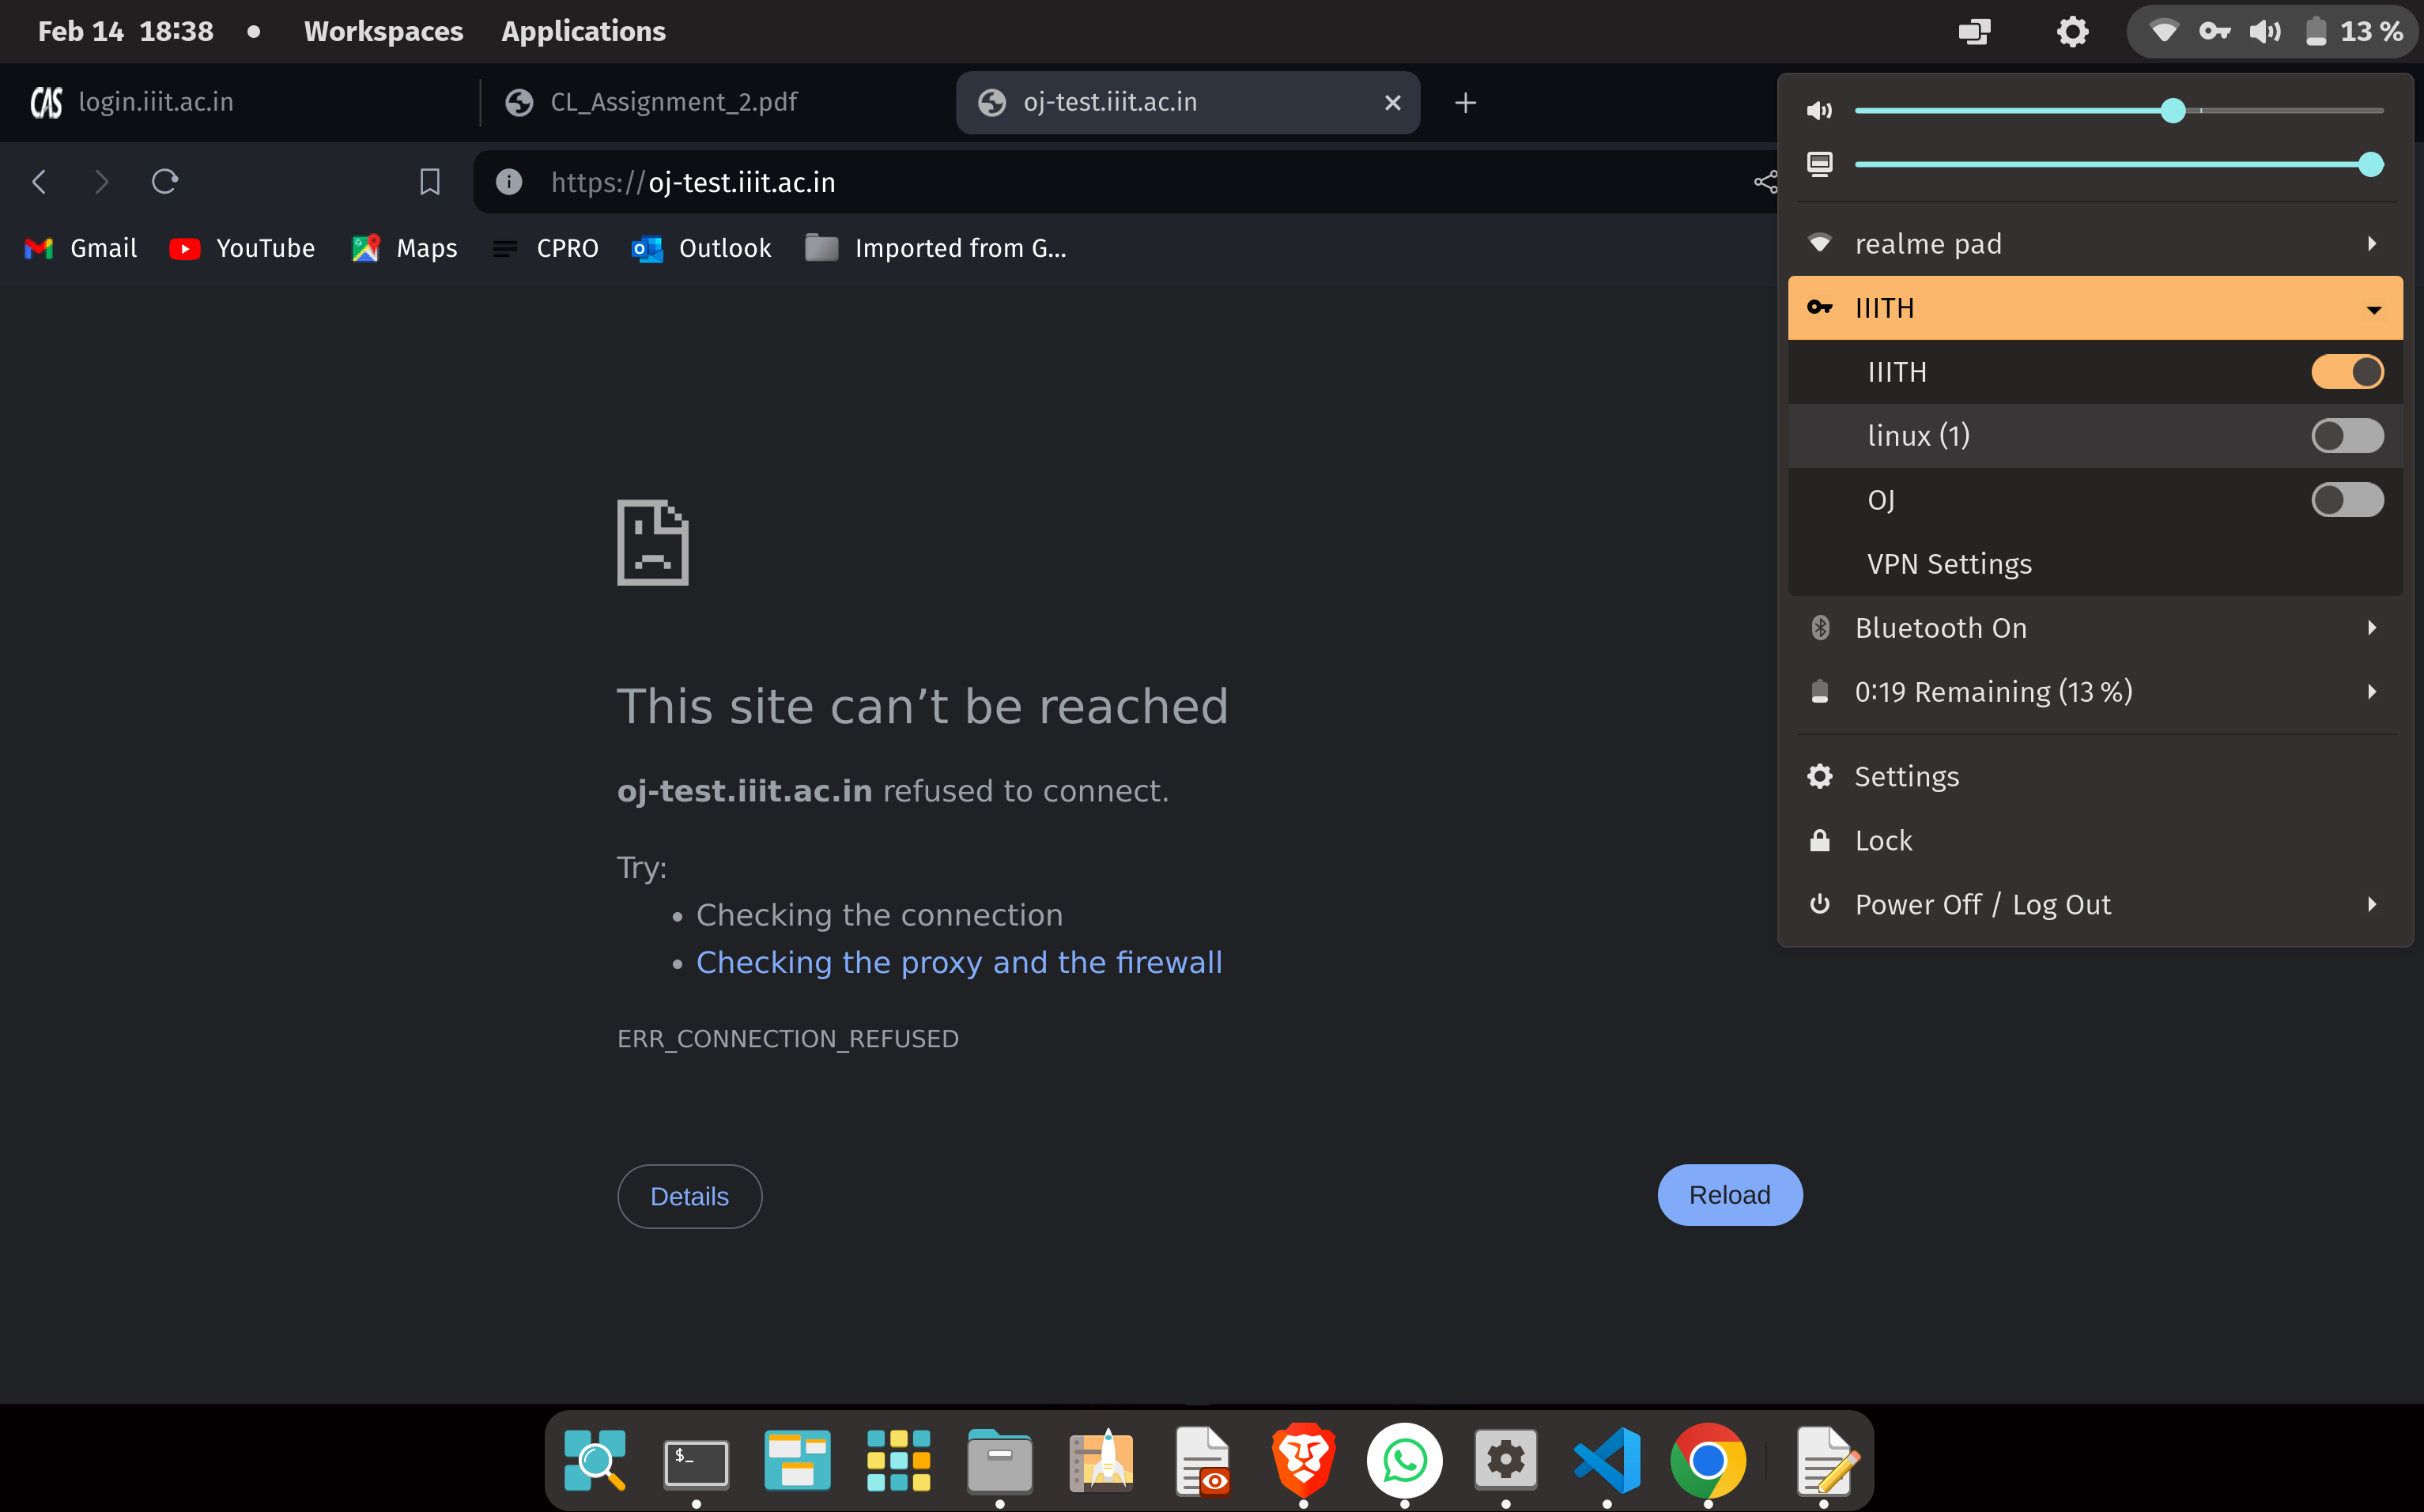 Feb 14 18:38 Workspaces Applications 13 %
CAS login.iiit.ac.in CL_Assignment_2.pdf oj-test.iiit.ac.in
https://oj-test.iiit.ac.in
Gmail YouTube Maps CPRO Outlook Imported from G...
realme pad
IIITH
IIITH
linux (1)
OJ
VPN Settings
Bluetooth On
0:19 Remaining (13 %)
Settings
Lock
Power Off / Log Out
This site can’t be reached
oj-test.iiit.ac.in refused to connect.
Try:
• Checking the connection
• Checking the proxy and the firewall
ERR_CONNECTION_REFUSED
Details Reload
$_